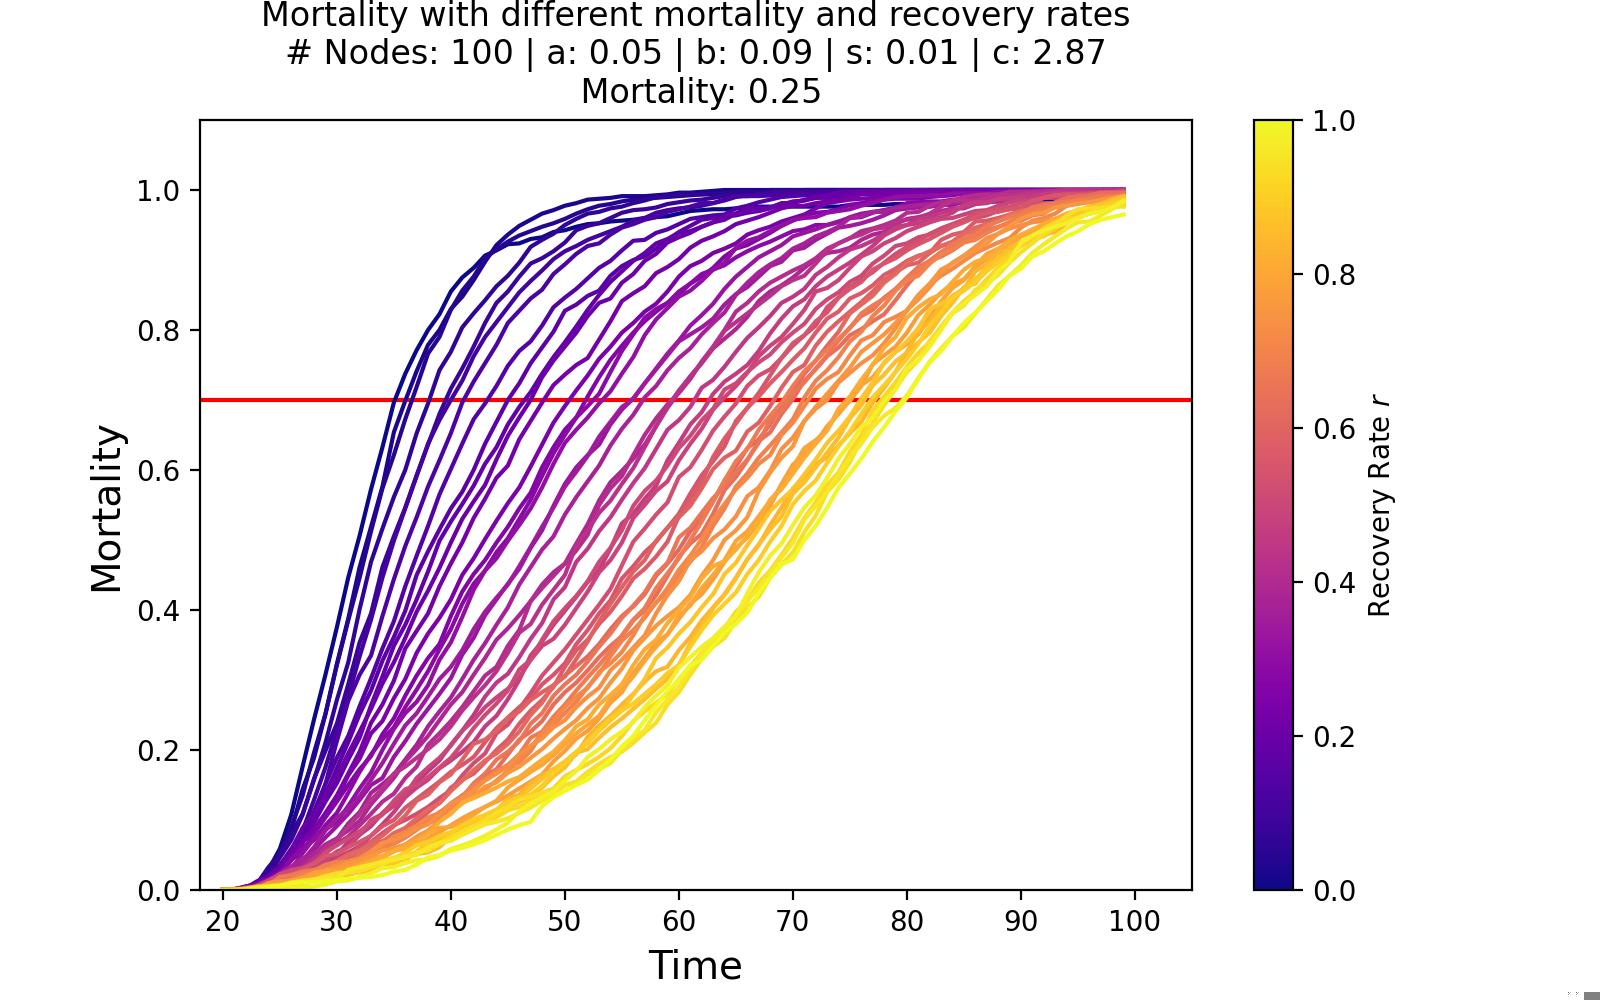 Mortality with different mortality and recovery rates
# Nodes: 100 | a: 0.05 | b: 0.09 | s: 0.01 | c: 2.87
Mortality: 0.25
1.0
0.8
0.6
0.4
0.2
0.0
Mortality
20 30 40 50 60 70 80 90 100
Time
1.0
0.8
0.6
0.4
0.2
0.0
Recovery Rate r